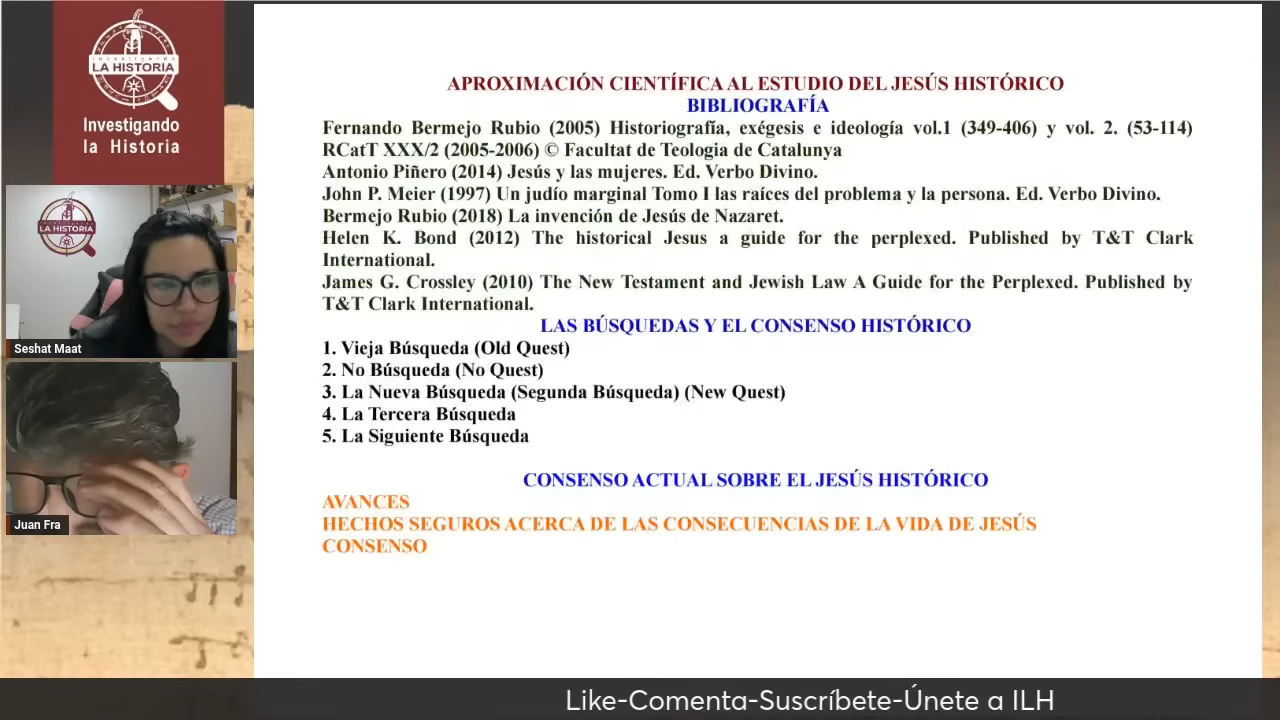 LA HISTORIA
Investigando
la Historia
LA HISTORIA
Seshat Maat
Juan Fra
APROXIMACIÓN CIENTÍFICA AL ESTUDIO DEL JESÚS HISTÓRICO
BIBLIOGRAFÍA
Fernando Bermejo Rubio (2005) Historiografía, exégesis e ideología vol.1 (349-406) y vol. 2. (53-114)
RCatT XXX/2 (2005-2006) © Facultat de Teologia de Catalunya
Antonio Piñero (2014) Jesús y las mujeres. Ed. Verbo Divino.
John P. Meier (1997) Un judío marginal Tomo I las raíces del problema y la persona. Ed. Verbo Divino.
Bermejo Rubio (2018) La invención de Jesús de Nazaret.
Helen K. Bond (2012) The historical Jesus a guide for the perplexed. Published by T&T Clark
International.
James G. Crossley (2010) The New Testament and Jewish Law A Guide for the Perplexed. Published by
T&T Clark International.
LAS BÚSQUEDAS Y EL CONSENSO HISTÓRICO
1. Vieja Búsqueda (Old Quest)
2. No Búsqueda (No Quest)
3. La Nueva Búsqueda (Segunda Búsqueda) (New Quest)
4. La Tercera Búsqueda
5. La Siguiente Búsqueda
CONSENSO ACTUAL SOBRE EL JESÚS HISTÓRICO
AVANCES
HECHOS SEGUROS ACERCA DE LAS CONSECUENCIAS DE LA VIDA DE JESÚS
CONSENSO
Like-Comenta-Suscríbete-Únete a ILH